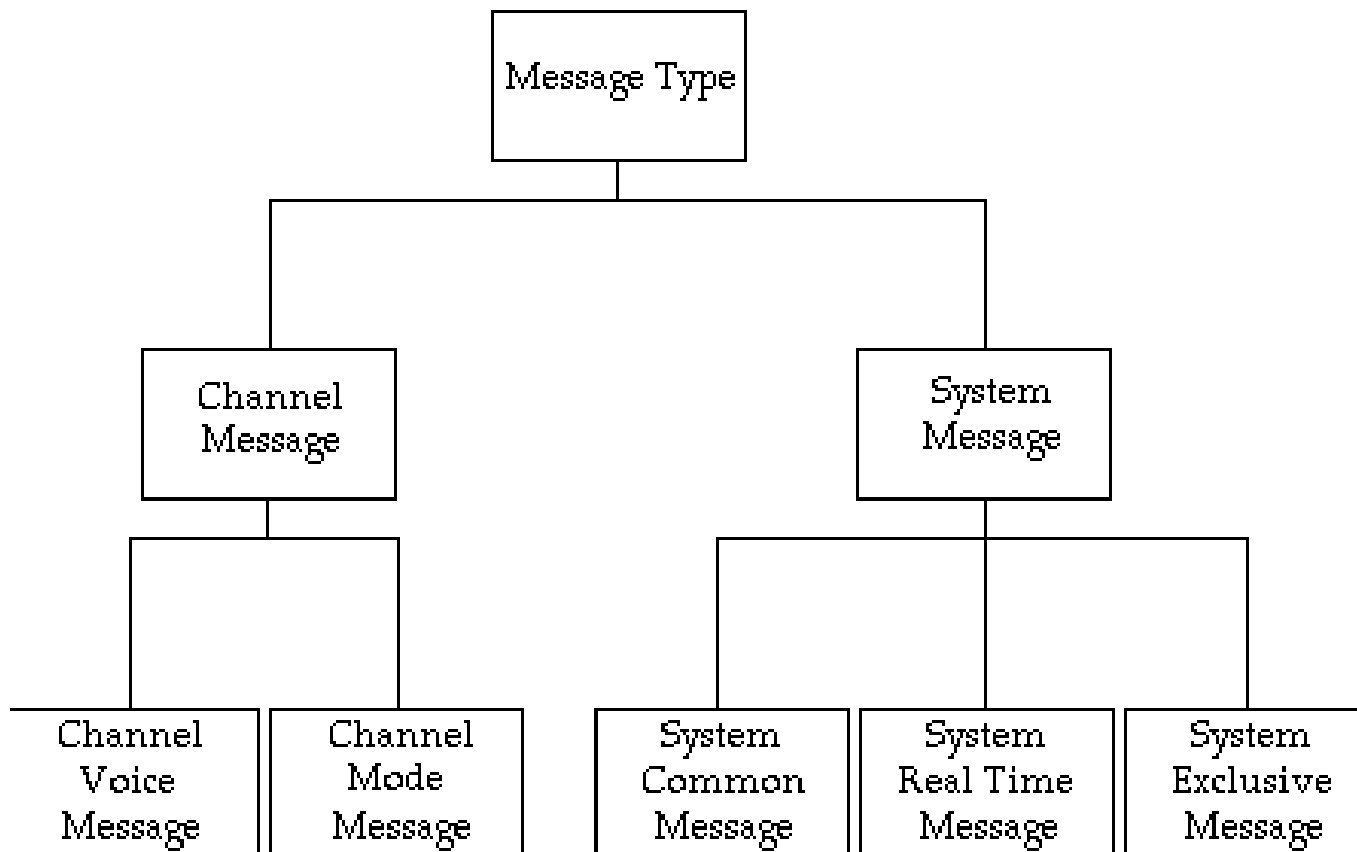 Message Type
Channel
Message
System
Message
Channel
Voice
Message
Channel
Mode
Message
System
Common
Message
System
Real Time
Message
System
Exclusive
Message